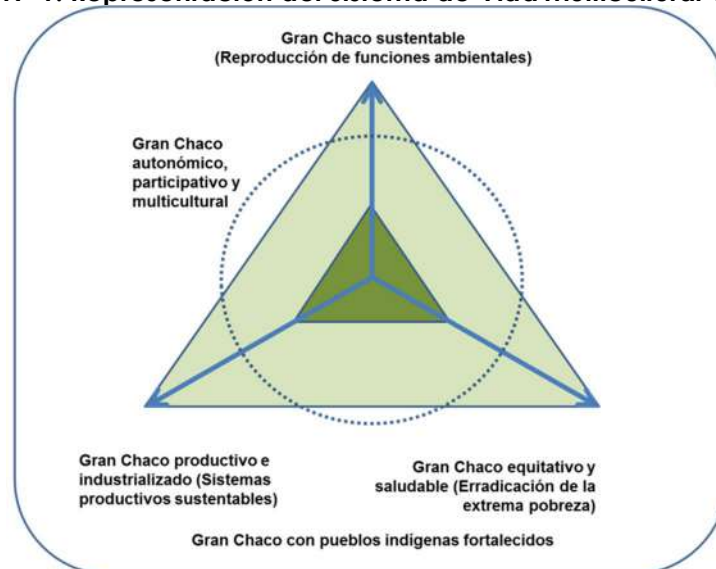 Gran Chaco sustentable
(Reproducción de funciones ambientales)
Gran Chaco
autonómico,
participativo y
multicultural
Gran Chaco productivo e
industrializado (Sistemas
productivos sustentables)
Gran Chaco equitativo y
saludable (Erradicación de la
extrema pobreza)
Gran Chaco con pueblos indígenas fortalecidos